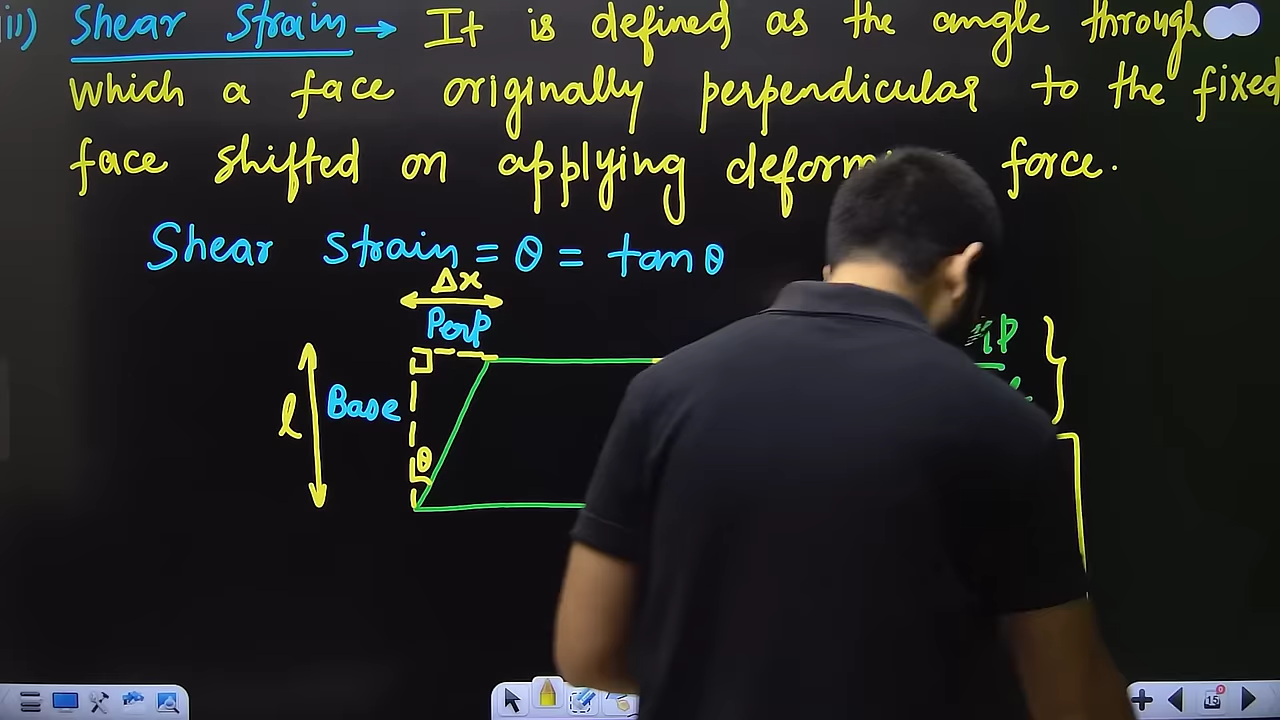 ii) Shear Strain → It is defined as the angle through
which a face originally perpendicular to the fixed
face shifted on applying force.
Shear Strain = θ = tan θ
Δx
Perp
l Base
θ
15